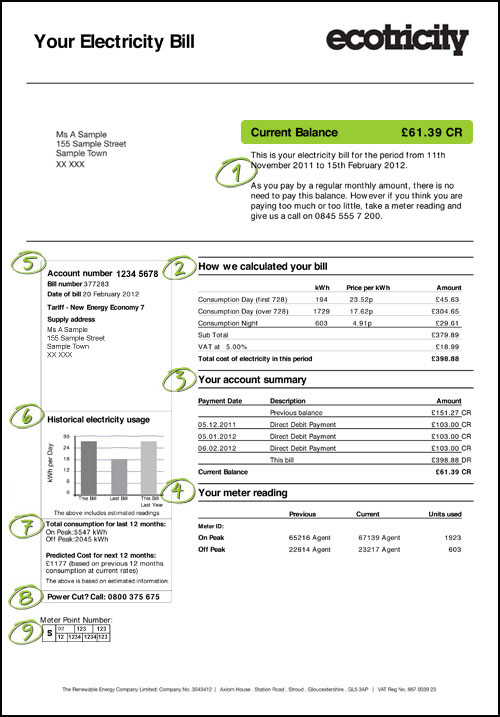 Your Electricity Bill
ecotricity
Ms A Sample
155 Sample Street
Sample Town
XX XXX
Current Balance £61.39 CR
1
This is your electricity bill for the period from 11th
November 2011 to 15th February 2012.
As you pay by a regular monthly amount, there is no
need to pay this balance. However if you think you are
paying too much or too little, take a meter reading and
give us a call on 0845 555 7 200.
5
Account number 1234 5678
Bill number 377283
Date of bill 20 February 2012
Tariff - New Energy Economy 7
Supply address
Ms A Sample
155 Sample Street
Sample Town
XX XXX
2
How we calculated your bill
kWh Price per kWh Amount
Consumption Day (first 728) 194 23.52p £45.63
Consumption Day (over 728) 1729 17.62p £304.65
Consumption Night 603 4.91p £29.61
Sub Total £379.89
VAT at 5.00% £18.99
Total cost of electricity in this period £398.88
3
Your account summary
Payment Date Description Amount
Previous balance £151.27 CR
05.12.2011 Direct Debit Payment £103.00 CR
05.01.2012 Direct Debit Payment £103.00 CR
06.02.2012 Direct Debit Payment £103.00 CR
This bill £398.88 DR
Current Balance £61.39 CR
6
Historical electricity usage
kWh per Day
30
24
18
12
6
0
This Bill Last Bill This Bill
Last Year
The above includes estimated readings
4
Your meter reading
Previous Current Units used
Meter ID:
On Peak 65216 Agent 67139 Agent 1923
Off Peak 22614 Agent 23217 Agent 603
7
Total consumption for last 12 months:
On Peak:5547 kWh
Off Peak:2045 kWh
Predicted Cost for next 12 months:
£1177 (based on previous 12 months
consumption at current rates)
The above is based on estimated information.
8
Power Cut? Call: 0800 375 675
9
Meter Point Number:
S 02 123 123
12 1234 1234 123
The Renewable Energy Company Limited: Company No. 3043412 | Axiom House . Station Road . Stroud . Gloucestershire . GL5 3AP | VAT Reg No. 667 0039 23